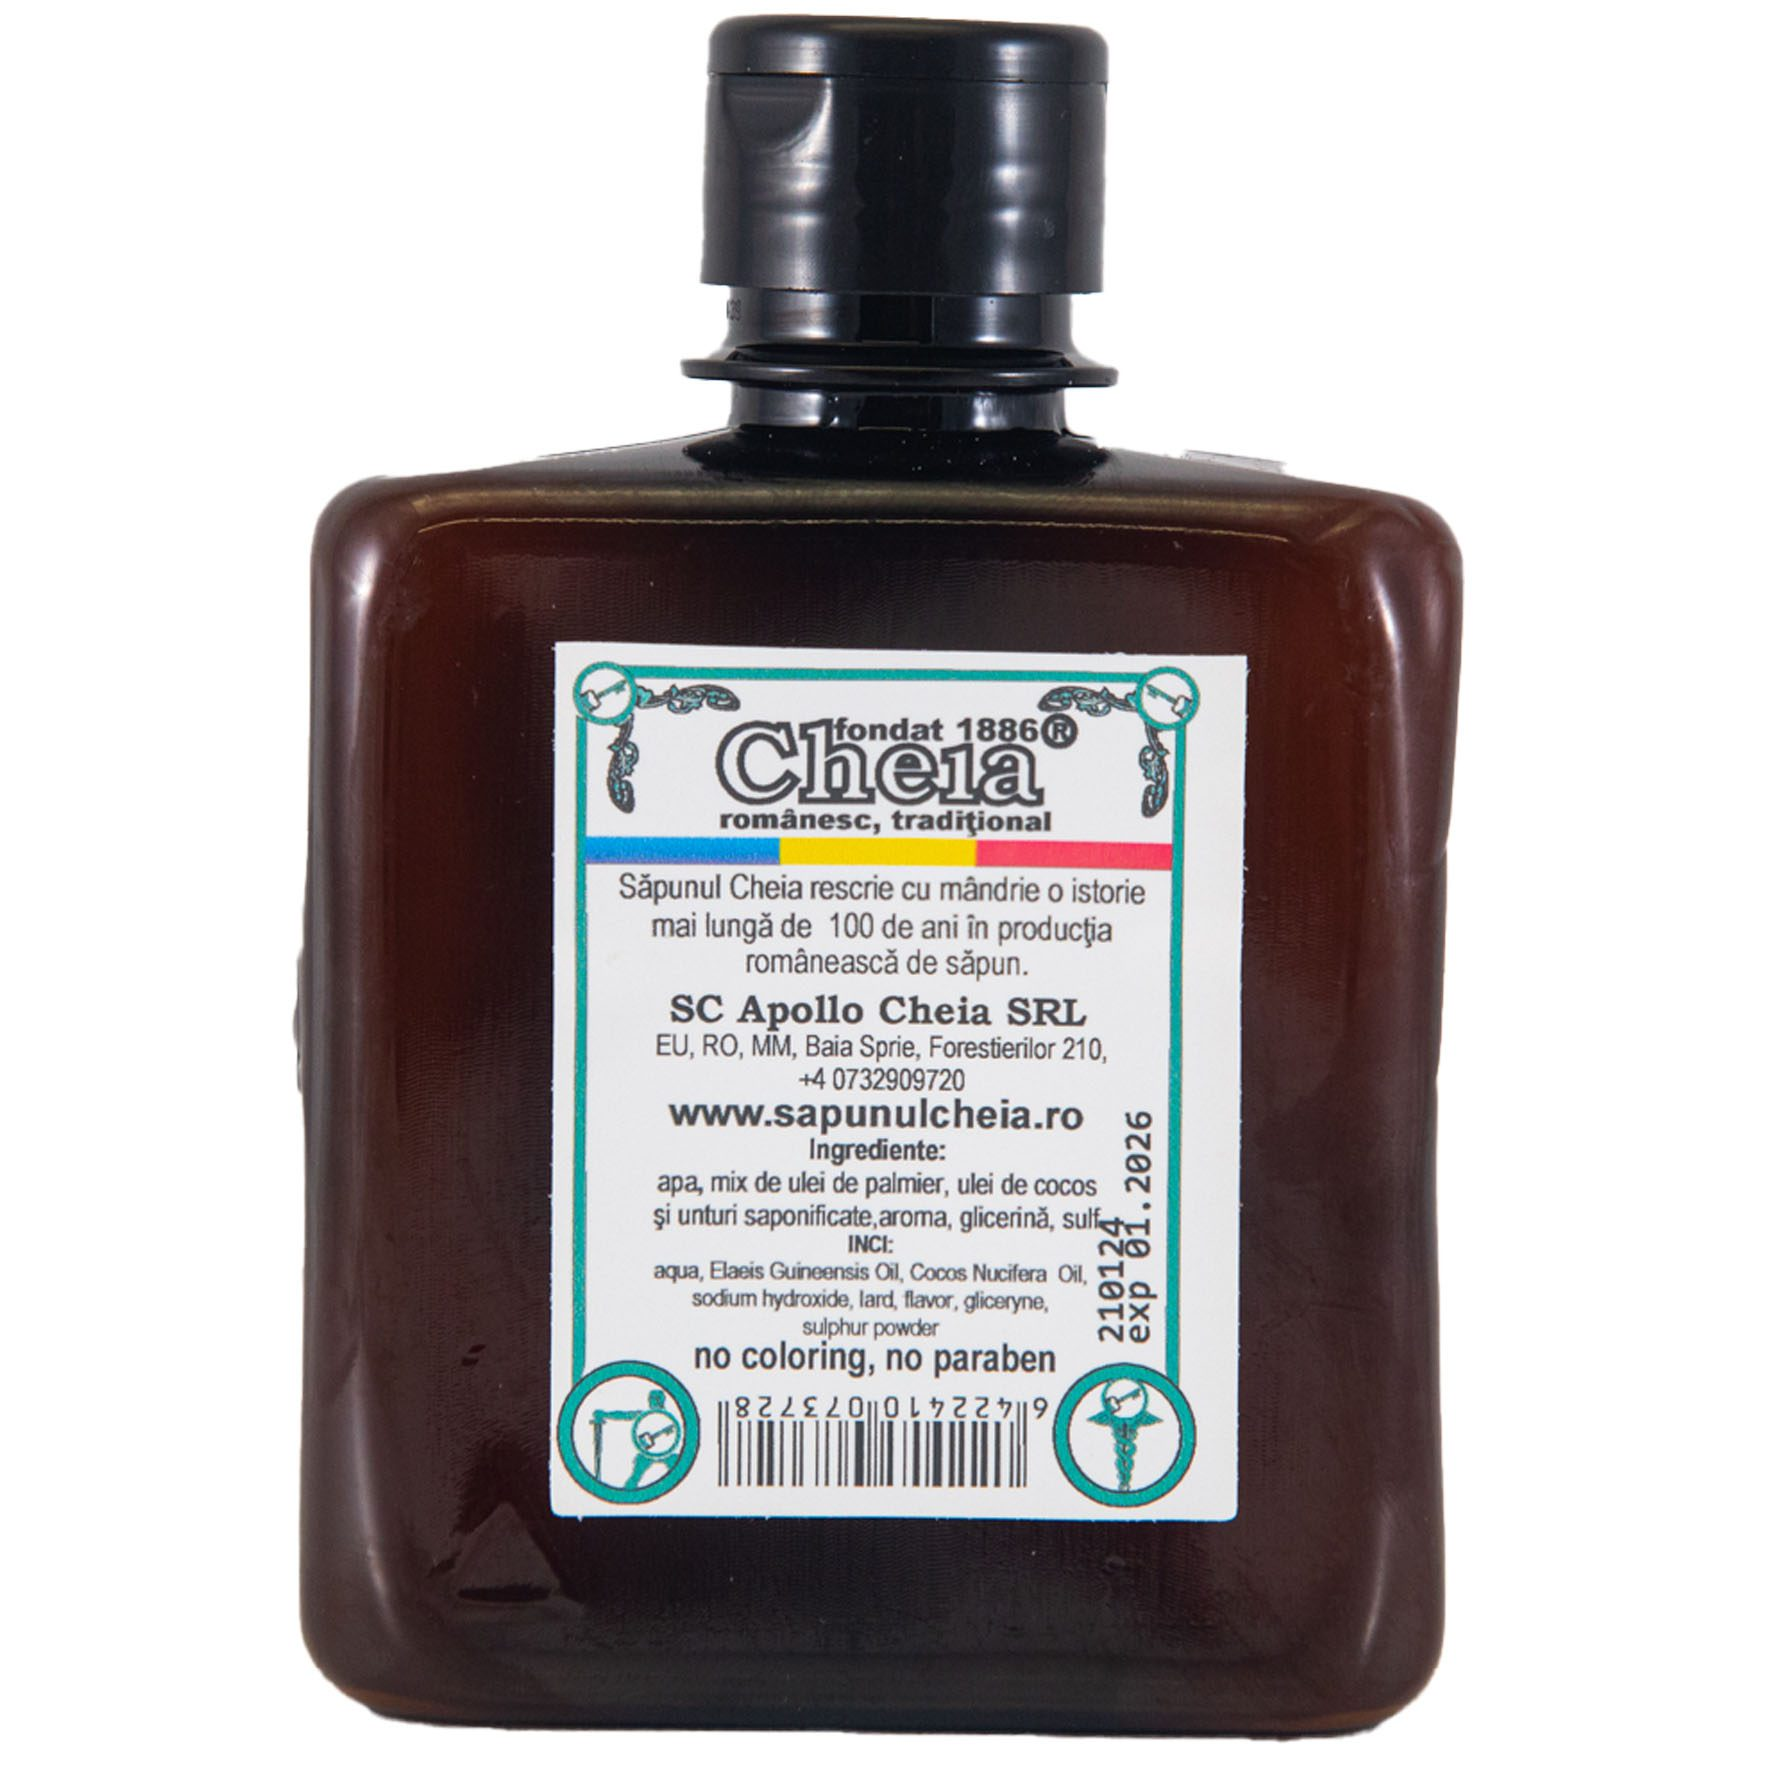 fondat 1886®
Cheia
românesc, tradiţional
Săpunul Cheia rescrie cu mândrie o istorie
mai lungă de 100 de ani în producţia
românească de săpun.
SC Apollo Cheia SRL
EU, RO, MM, Baia Sprie, Forestierilor 210,
+4 0732909720
www.sapunulcheia.ro
Ingrediente:
apa, mix de ulei de palmier, ulei de cocos
şi unturi saponificate,aroma, glicerină, sulf
INCI:
aqua, Elaeis Guineensis Oil, Cocos Nucifera Oil,
sodium hydroxide, lard, flavor, gliceryne,
sulphur powder
no coloring, no paraben
210124
exp 01.2026
6 422410 073728